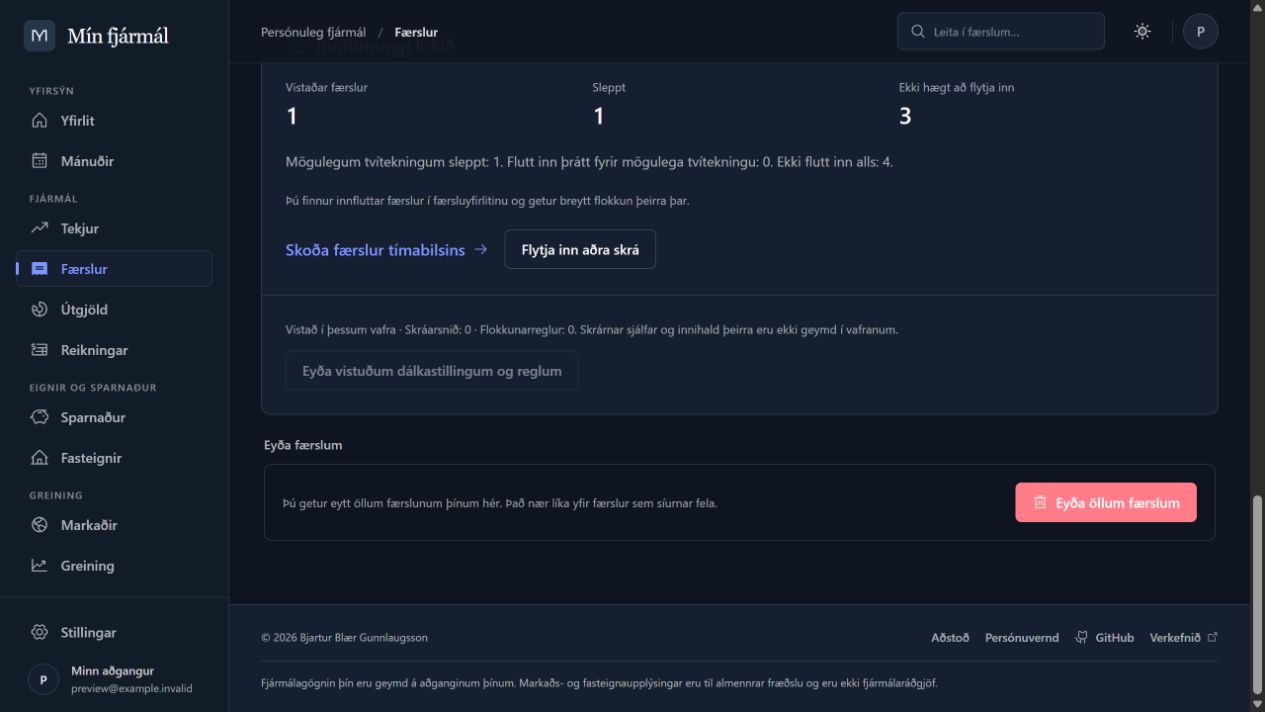 Mín fjármál
YFIRSÝN
Yfirlit
Mánuðir
FJÁRMÁL
Tekjur
Færslur
Útgjöld
Reikningar
EIGNIR OG SPARNAÐUR
Sparnaður
Fasteignir
GREINING
Markaðir
Greining
Stillingar
P
Minn aðgangur
preview@example.invalid
Persónuleg fjármál / Færslur
Leita í færslum...
P
Innflutningi lokið
Vistaðar færslur
1
Sleppt
1
Ekki hægt að flytja inn
3
Mögulegum tvítekningum sleppt: 1. Flutt inn þrátt fyrir mögulega tvítekningu: 0. Ekki flutt inn alls: 4.
Þú finnur innfluttar færslur í færsluyfirlitinu og getur breytt flokkun þeirra þar.
Skoða færslur tímabilsins →
Flytja inn aðra skrá
Vistað í þessum vafra · Skráarsnið: 0 · Flokkunarreglur: 0. Skrárnar sjálfar og innihald þeirra eru ekki geymd í vafranum.
Eyða vistuðum dálkastillingum og reglum
Eyða færslum
Þú getur eytt öllum færslunum þínum hér. Það nær líka yfir færslur sem síurnar fela.
Eyða öllum færslum
© 2026 Bjartur Blær Gunnlaugsson
Aðstoð
Persónuvernd
GitHub
Verkefnið
Fjármálagögnin þín eru geymd á aðganginum þínum. Markaðs- og fasteignaupplýsingar eru til almennrar fræðslu og eru ekki fjármálaráðgjöf.